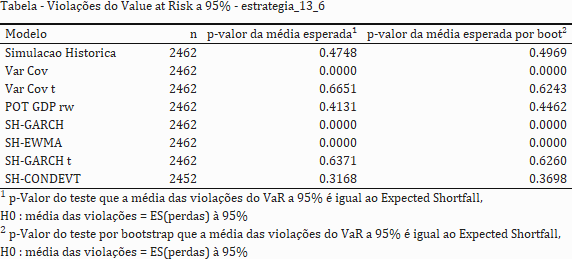 Tabela - Violações do Value at Risk a 95% - estrategia_13_6
Modelo n p-valor da média esperada¹ p-valor da média esperada por boot²
Simulacao Historica 2462 0.4748 0.4969
Var Cov 2462 0.0000 0.0000
Var Cov t 2462 0.6651 0.6243
POT GDP rw 2462 0.4131 0.4462
SH-GARCH 2462 0.0000 0.0000
SH-EWMA 2462 0.0000 0.0000
SH-GARCH t 2462 0.6371 0.6260
SH-CONDEVT 2452 0.3168 0.3698
¹ p-Valor do teste que a média das violações do VaR a 95% é igual ao Expected Shortfall,
H0 : média das violações = ES(perdas) à 95%
² p-Valor do teste por bootstrap que a média das violações do VaR a 95% é igual ao Expected Shortfall,
H0 : média das violações = ES(perdas) à 95%